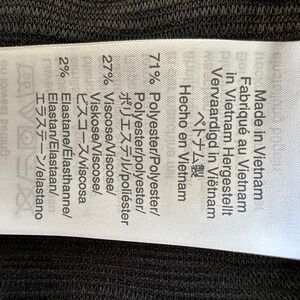 Made in Vietnam
Fabriqué au Vietnam
in Vietnam Hergestellt
Vervaardigd in Viëtnam
ベトナム製
Hecho en Vietnam
71% Polyester/Polyester/
Polyester/polyester/
ポリエステル/poliéster
27% Viscose/Viscose/
Viskose/Viscose/
ビスコース/viscosa
2% Elastane/Elasthanne/
Elastan/Elastaan/
エラステーン/elastano